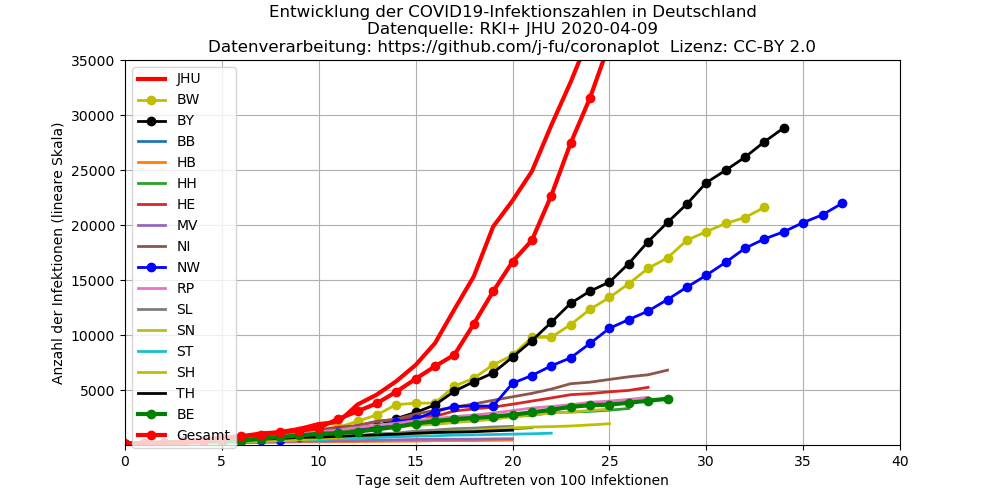 Entwicklung der COVID19-Infektionszahlen in Deutschland
Datenquelle: RKI+ JHU 2020-04-09
Datenverarbeitung: https://github.com/j-fu/coronaplot  Lizenz: CC-BY 2.0
Anzahl der Infektionen (lineare Skala)
35000
30000
25000
20000
15000
10000
5000
JHU
BW
BY
BB
HB
HH
HE
MV
NI
NW
RP
SL
SN
ST
SH
TH
BE
Gesamt
0 5 10 15 20 25 30 35 40
Tage seit dem Auftreten von 100 Infektionen